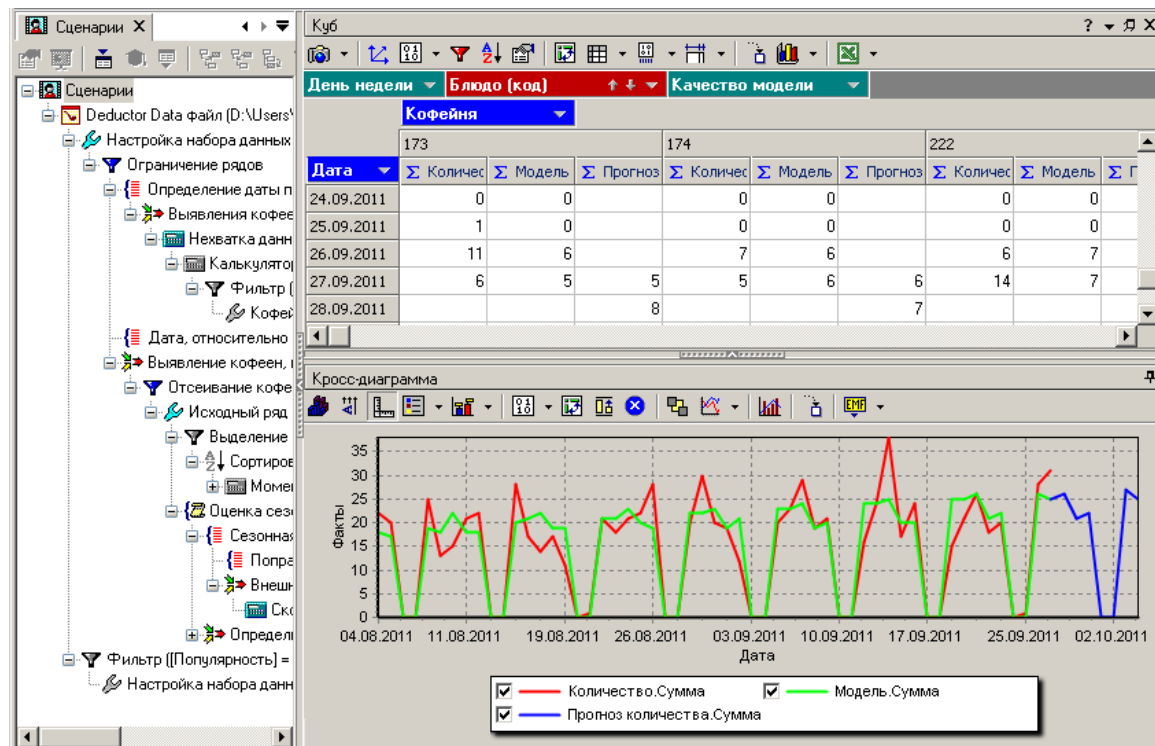 Сценарии X
Сценарии
Deductor Data файл (D:\Users\
Настройка набора данных
Ограничение рядов
Определение даты п
Выявления кофее
Нехватка данн
Калькулятор
Фильтр (
Кофей
Дата, относительно
Выявление кофеен,
Отсеивание кофе
Исходный ряд
Выделение
Сортиров
Момен
Оценка сезо
Сезонная
Попра
Внешн
Ско
Определ
Фильтр ([Популярность] =
Настройка набора данн
Куб
День недели Блюдо (код) Качество модели
Кофейня
173 174 222
Дата Σ Количес Σ Модель Σ Прогноз Σ Количес Σ Модель Σ Прогноз Σ Количес Σ Модель Σ П
24.09.2011 0 0 0 0 0 0
25.09.2011 1 0 0 0 0 0
26.09.2011 11 6 7 6 6 7
27.09.2011 6 5 5 5 6 6 14 7
28.09.2011 8 7
Кросс-диаграмма
EMF
35
30
25
20
15
10
5
0
Факты
04.08.2011 11.08.2011 19.08.2011 26.08.2011 03.09.2011 10.09.2011 17.09.2011 25.09.2011 02.10.2011
Дата
Количество.Сумма Модель.Сумма
Прогноз количества.Сумма